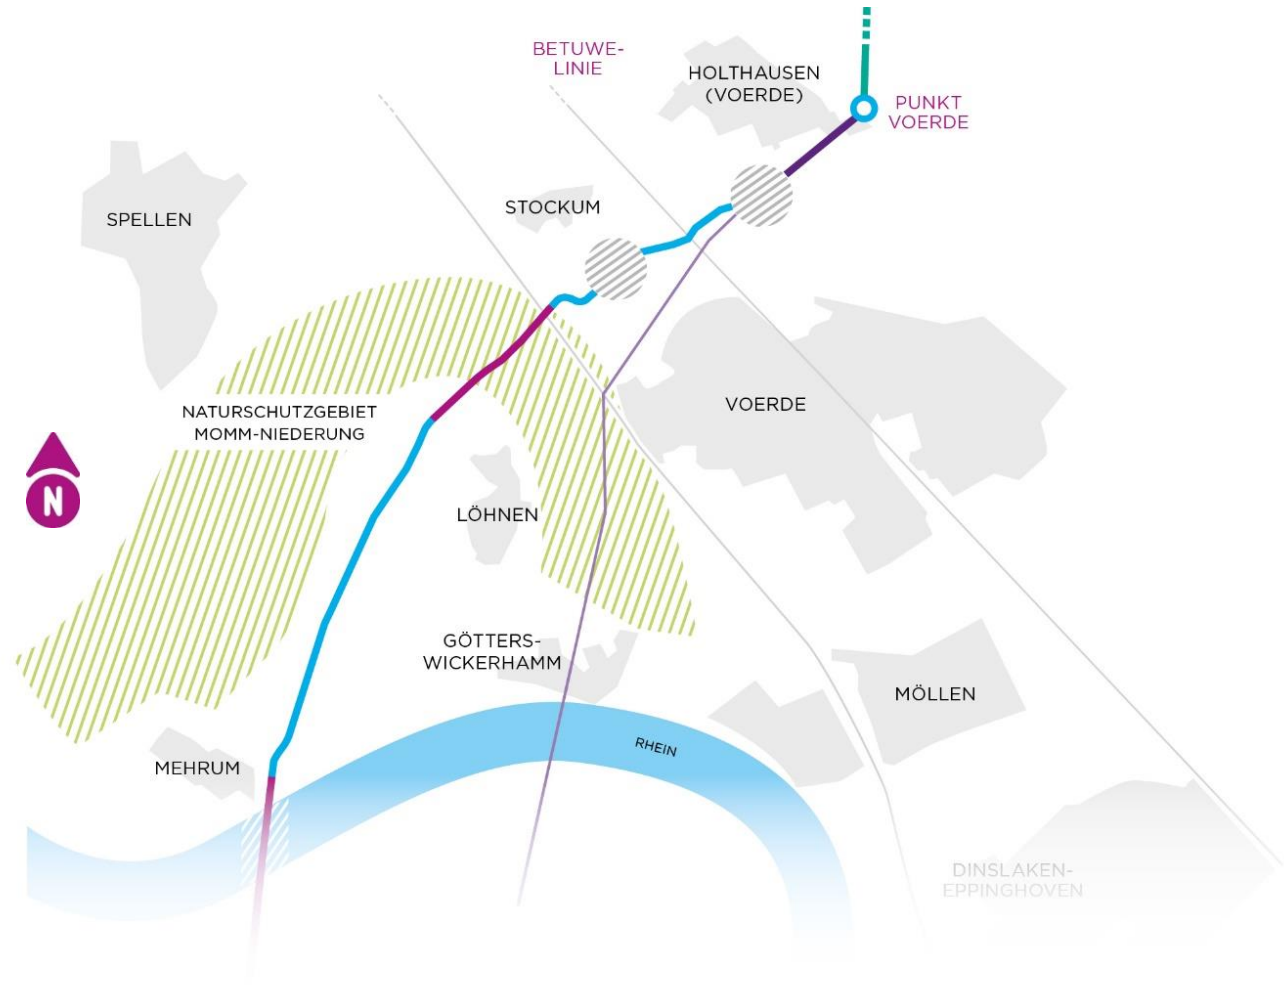 BETUWE-
LINIE
HOLTHAUSEN
(VOERDE)
PUNKT
VOERDE
SPELLEN
STOCKUM
NATURSCHUTZGEBIET
MOMM-NIEDERUNG
VOERDE
N
LÖHNEN
GÖTTERS-
WICKERHAMM
MÖLLEN
RHEIN
MEHRUM
DINSLAKEN-
EPPINGHOVEN